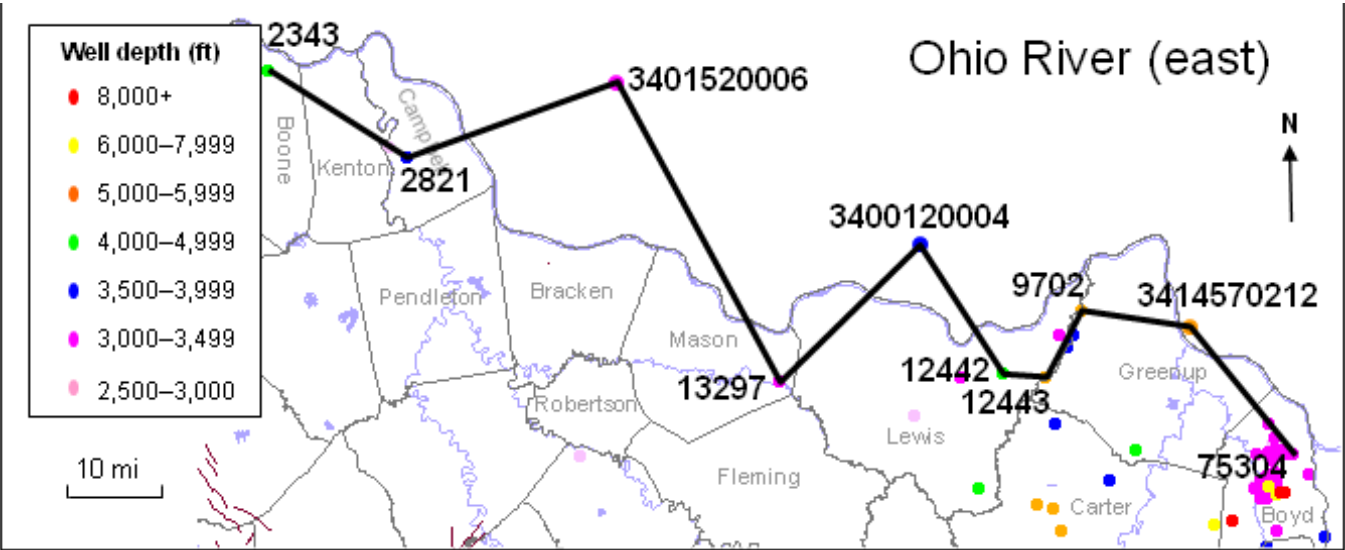 Well depth (ft)
8,000+
6,000–7,999
5,000–5,999
4,000–4,999
3,500–3,999
3,000–3,499
2,500–3,000
10 mi
Ohio River (east)
N
2343
3401520006
Boone
Kenton
Campbell
2821
3400120004
Pendleton
Bracken
9702
3414570212
Mason
13297
12442
12443
Greenup
Robertson
Lewis
Fleming
75304
Carter
Boyd